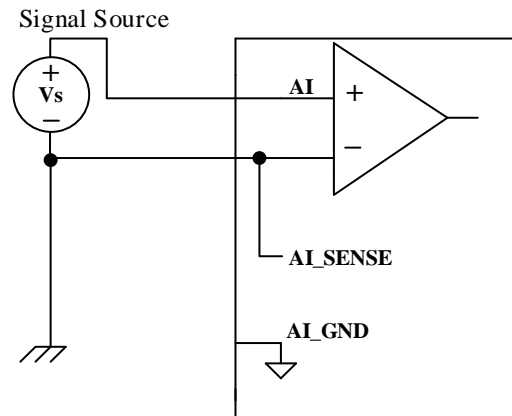 Signal Source
+
Vs
−
AI
+
−
AI_SENSE
AI_GND